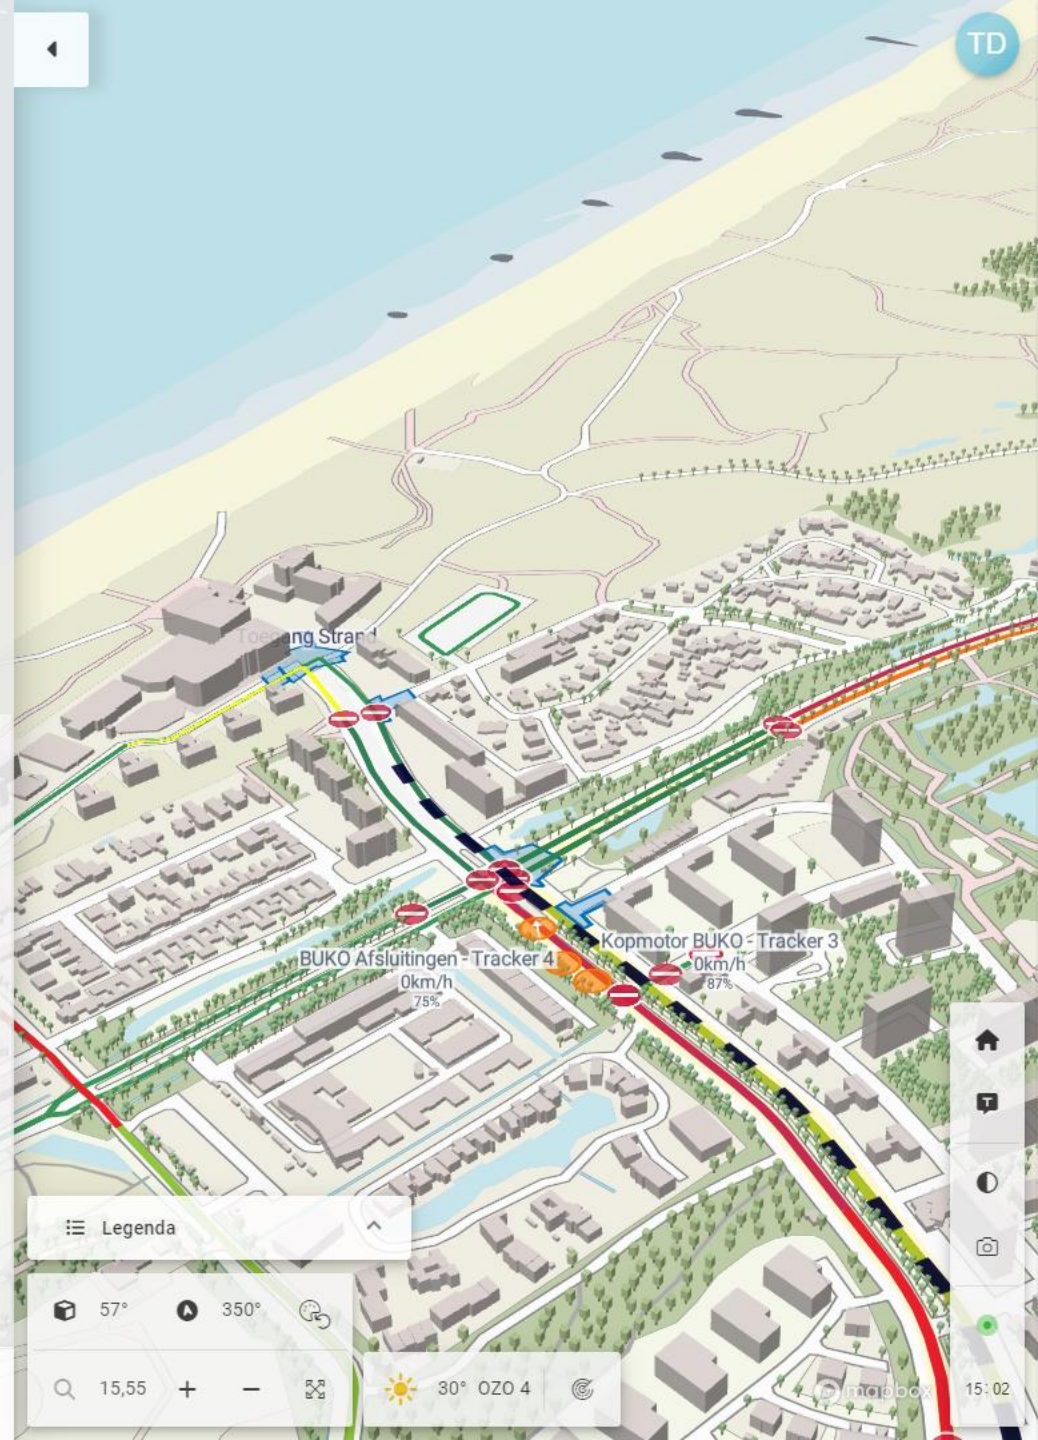 TD
Toegang Strand
Kopmotor BUKO - Tracker 3
0km/h
87%
BUKO Afsluitingen - Tracker 4
0km/h
75%
T
Legenda
57°
350°
15,55
30° OZO 4
mapbox
15:02